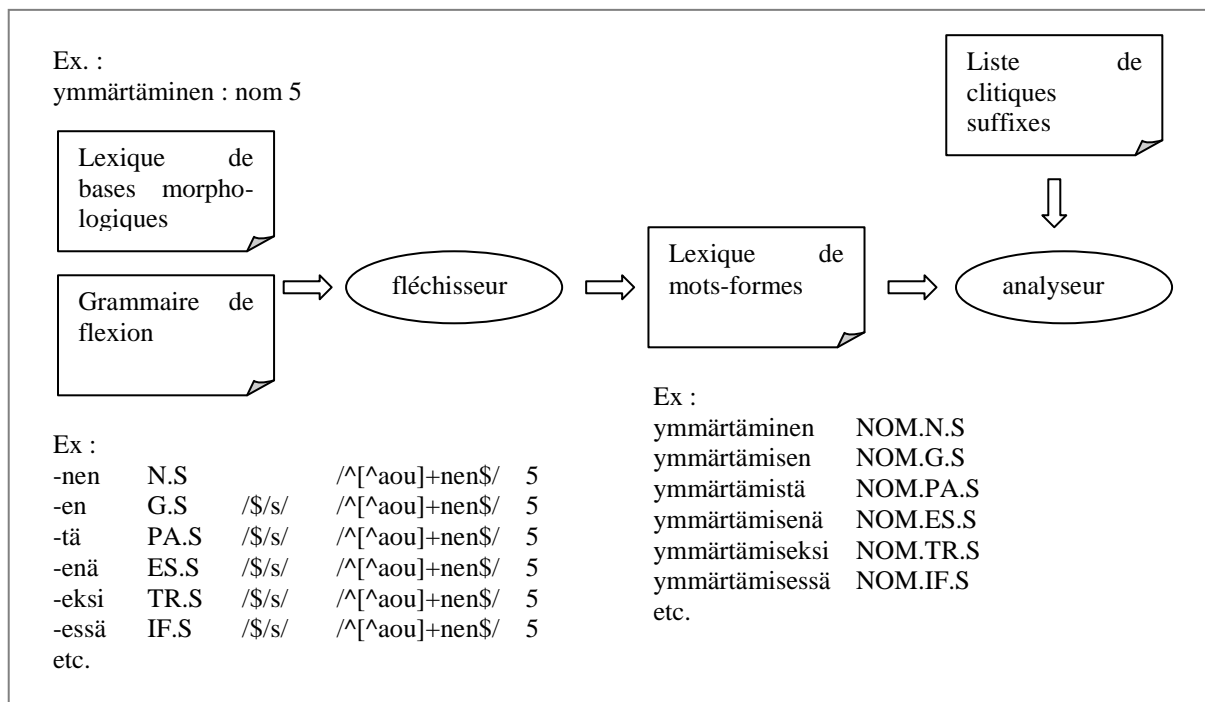 Ex. :
ymmärtäminen : nom 5
Lexique de
bases morpho-
logiques
Grammaire de
flexion
fléchisseur
Lexique de
mots-formes
Liste de
clitiques
suffixes
analyseur
Ex :
-nen N.S /^[^aou]+nen$/ 5
-en G.S /$/s/ /^[^aou]+nen$/ 5
-tä PA.S /$/s/ /^[^aou]+nen$/ 5
-enä ES.S /$/s/ /^[^aou]+nen$/ 5
-eksi TR.S /$/s/ /^[^aou]+nen$/ 5
-essä IF.S /$/s/ /^[^aou]+nen$/ 5
etc.
Ex :
ymmärtäminen NOM.N.S
ymmärtämisen NOM.G.S
ymmärtämistä NOM.PA.S
ymmärtämisenä NOM.ES.S
ymmärtämiseksi NOM.TR.S
ymmärtämisessä NOM.IF.S
etc.